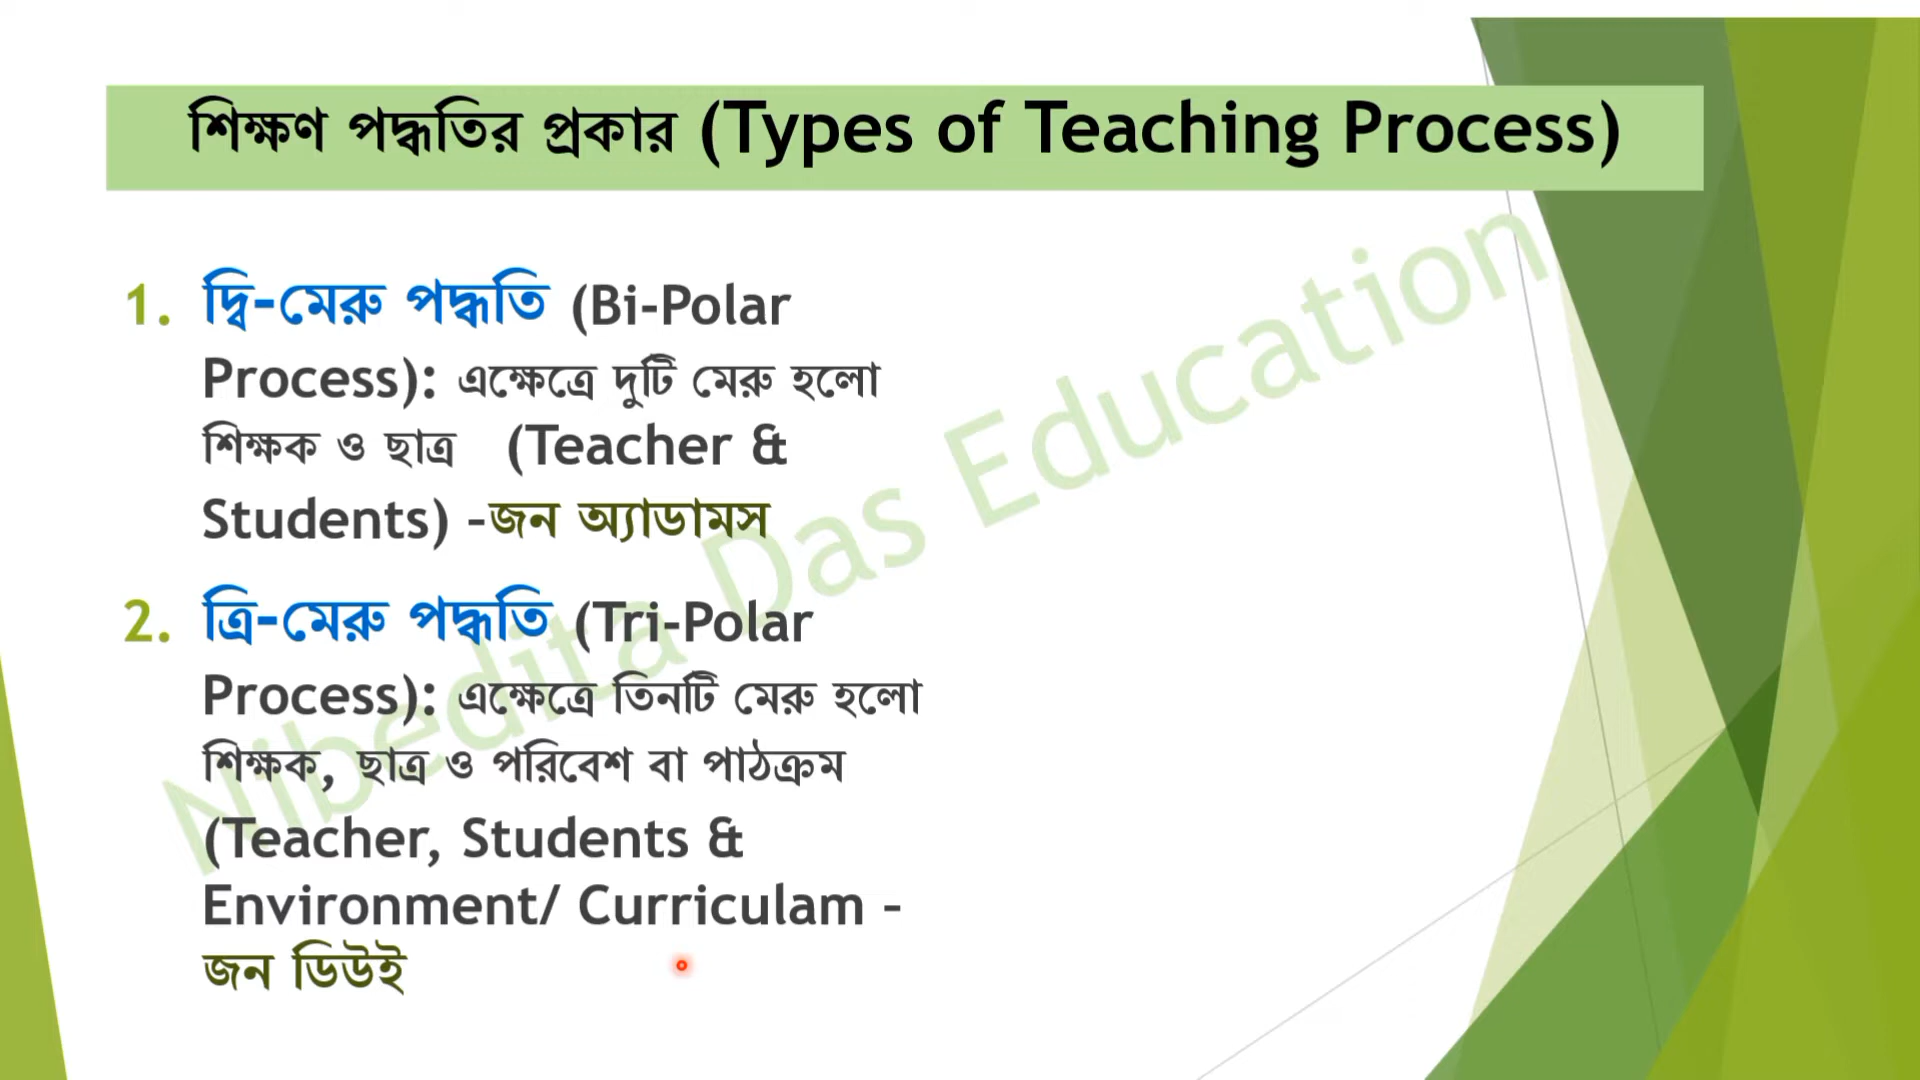 শিক্ষণ পদ্ধতির প্রকার (Types of Teaching Process)
1. দ্বি-মেরু পদ্ধতি (Bi-Polar
Process): এক্ষেত্রে দুটি মেরু হলো
শিক্ষক ও ছাত্র (Teacher &
Students) –জন অ্যাডামস
2. ত্রি-মেরু পদ্ধতি (Tri-Polar
Process): এক্ষেত্রে তিনটি মেরু হলো
শিক্ষক, ছাত্র ও পরিবেশ বা পাঠক্রম
(Teacher, Students &
Environment/ Curriculam –
জন ডিউই
Nibedita Das Education